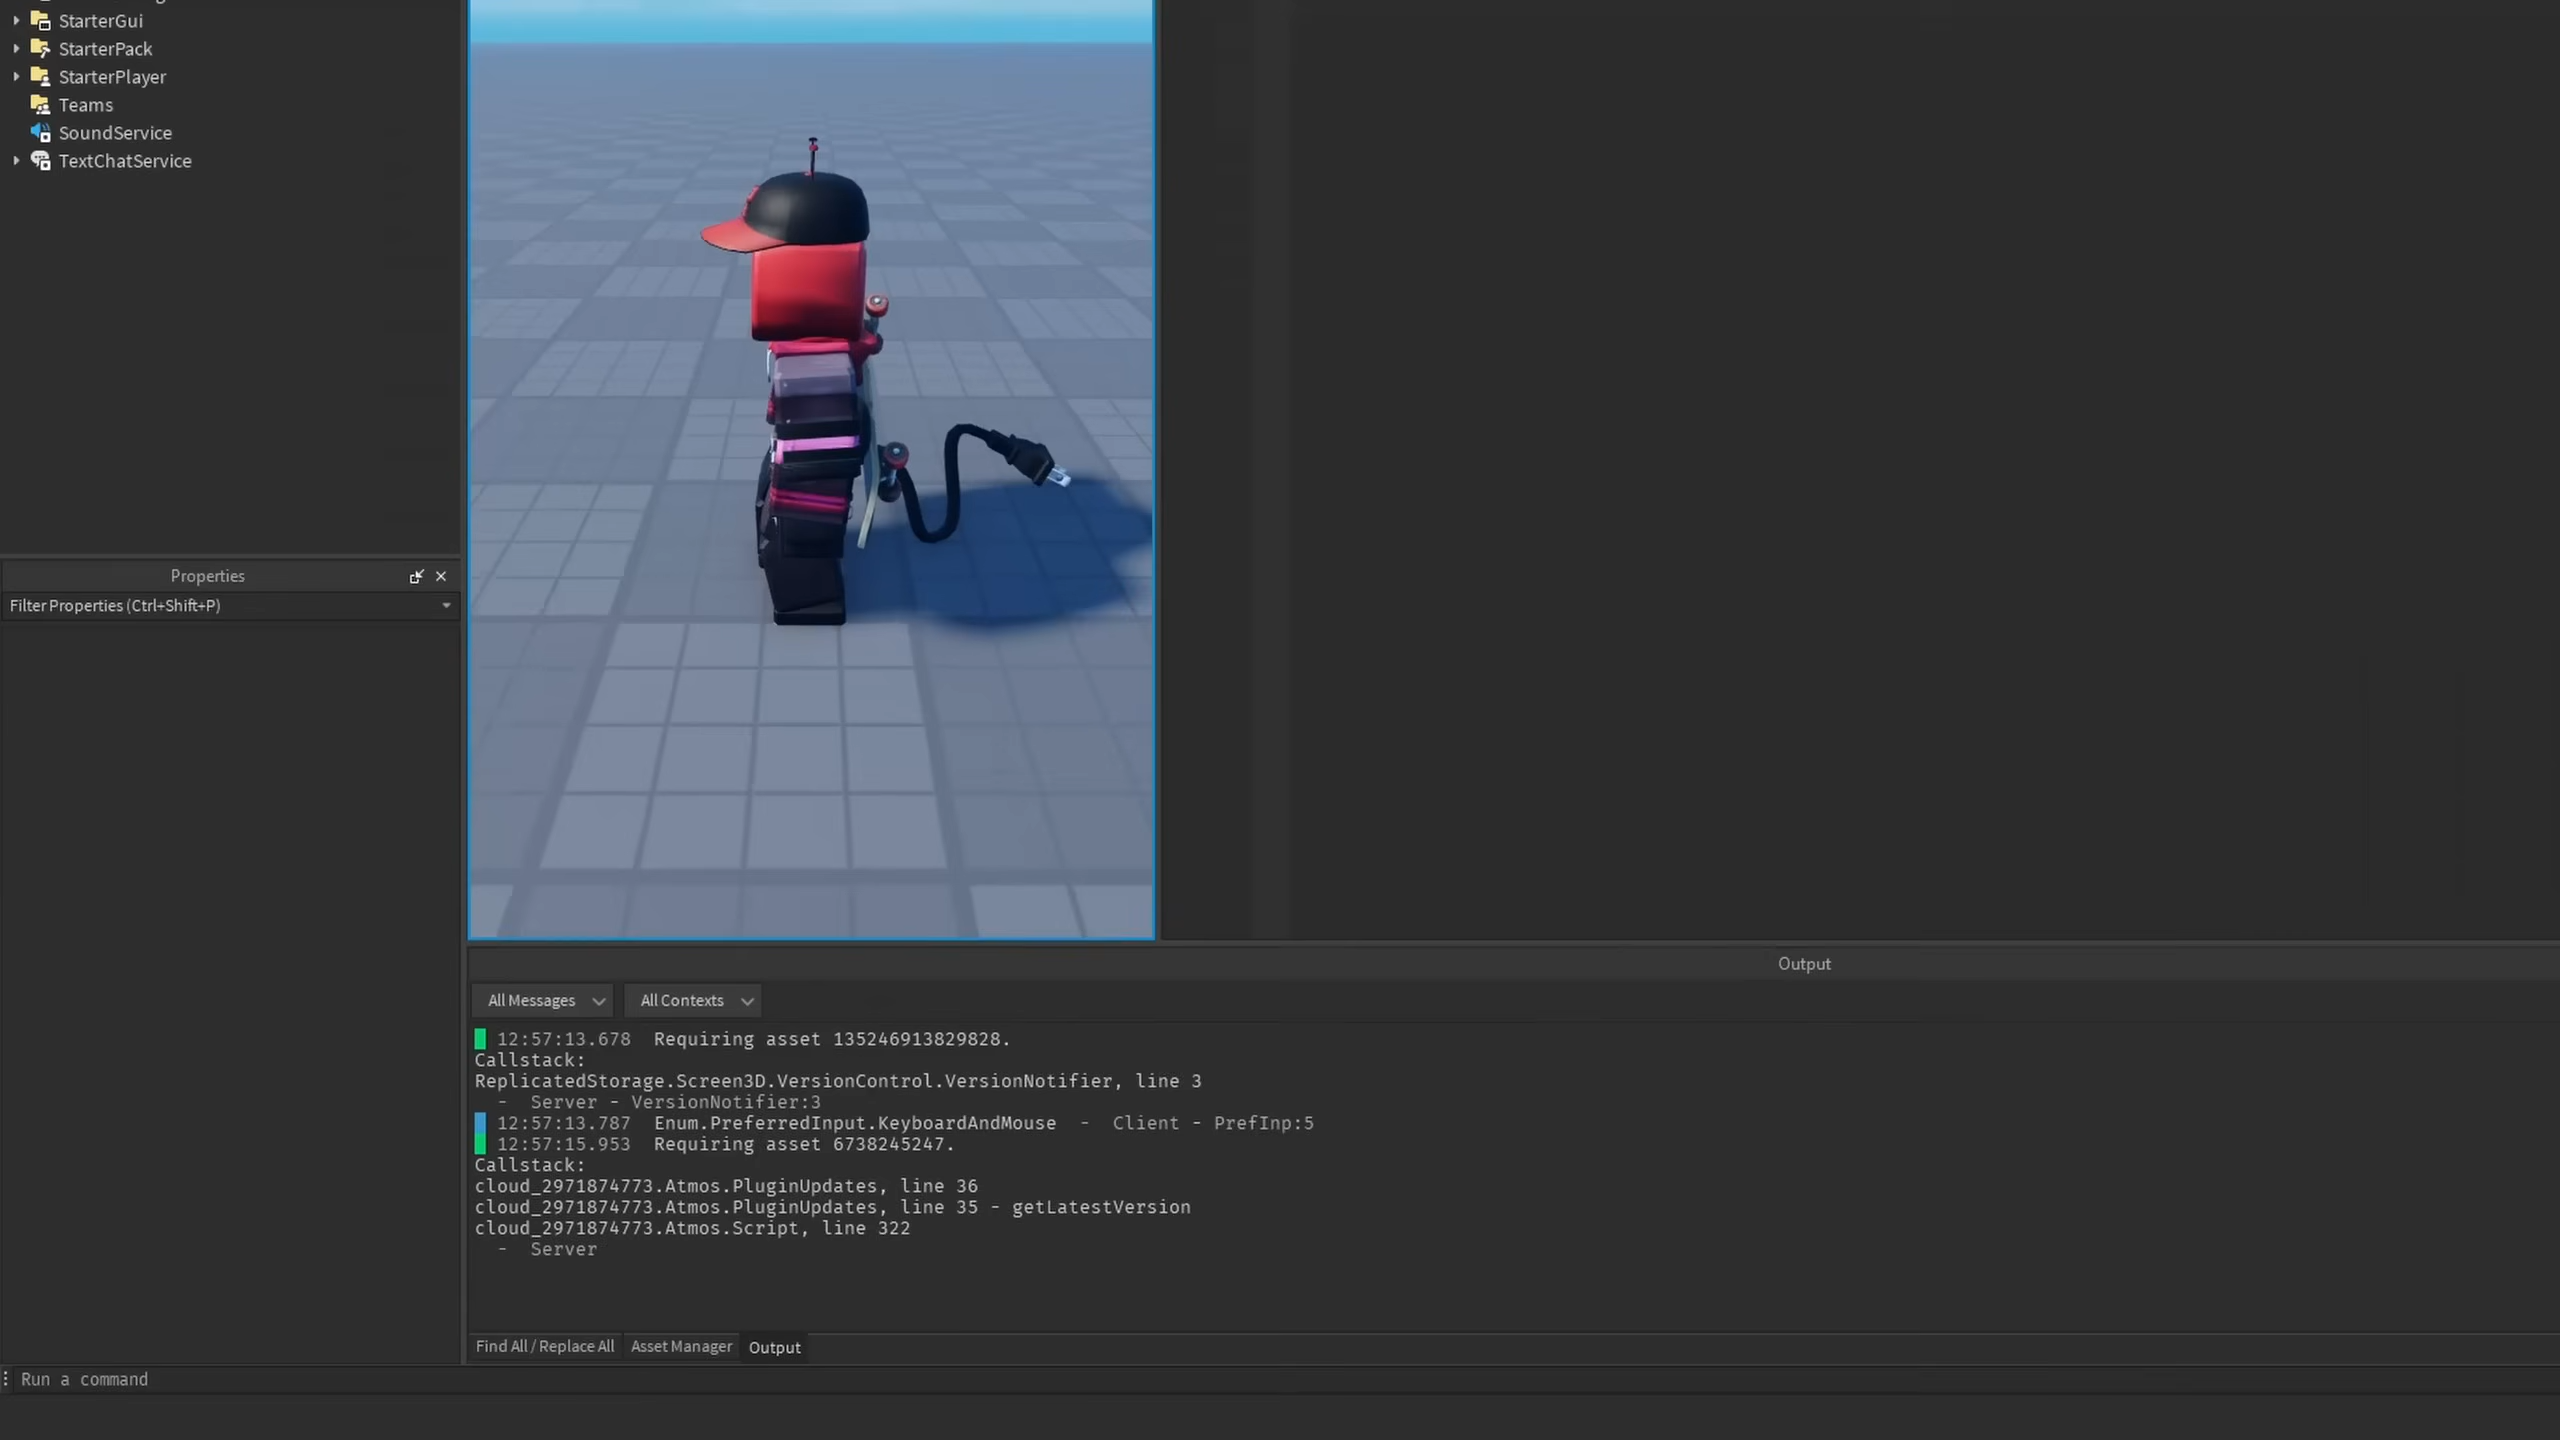 StarterGui
StarterPack
StarterPlayer
Teams
SoundService
TextChatService
Properties
Filter Properties (Ctrl+Shift+P)
Output
All Messages
All Contexts
12:57:13.678 Requiring asset 135246913829828.
Callstack:
ReplicatedStorage.Screen3D.VersionControl.VersionNotifier, line 3
- Server - VersionNotifier:3
12:57:13.787 Enum.PreferredInput.KeyboardAndMouse - Client - PrefInp:5
12:57:15.953 Requiring asset 6738245247.
Callstack:
cloud_2971874773.Atmos.PluginUpdates, line 36
cloud_2971874773.Atmos.PluginUpdates, line 35 - getLatestVersion
cloud_2971874773.Atmos.Script, line 322
- Server
Find All / Replace All
Asset Manager
Output
Run a command